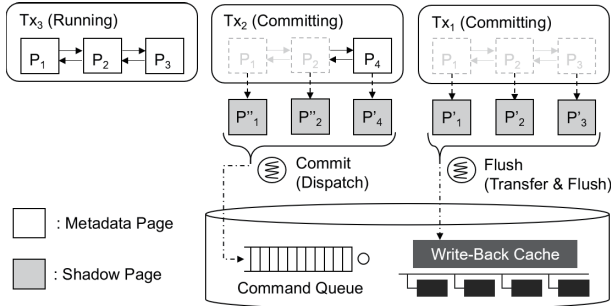 Tx3 (Running)
P1 P2 P3
Tx2 (Committing)
P1 P2 P4
Tx1 (Committing)
P1 P2 P3
P"1 P"2 P'4
P'1 P'2 P'3
Commit
(Dispatch)
Flush
(Transfer & Flush)
: Metadata Page
: Shadow Page
Command Queue
Write-Back Cache